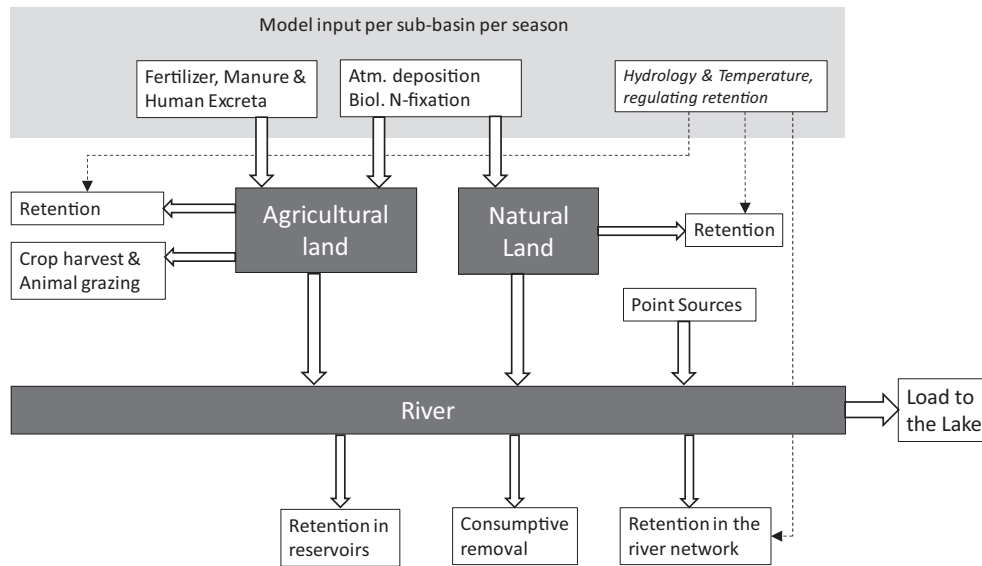 Model input per sub-basin per season
Fertilizer, Manure &
Human Excreta
Atm. deposition
Biol. N-fixation
Hydrology & Temperature,
regulating retention
Retention
Agricultural
land
Natural
Land
Retention
Crop harvest &
Animal grazing
Point Sources
River
Load to
the Lake
Retention in
reservoirs
Consumptive
removal
Retention in the
river network